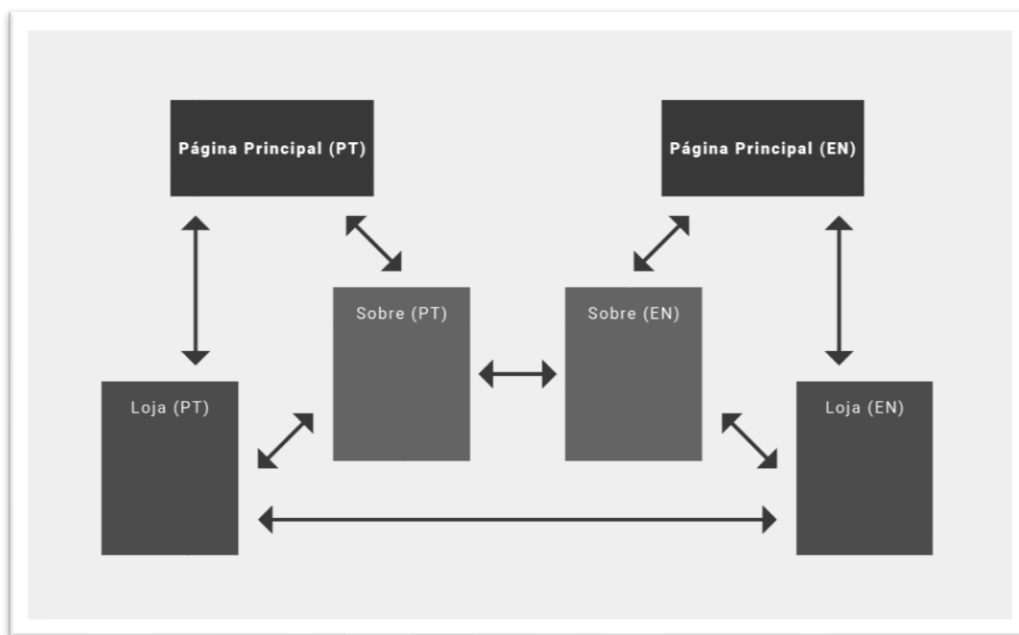 Página Principal (PT)
Página Principal (EN)
Sobre (PT)
Sobre (EN)
Loja (PT)
Loja (EN)